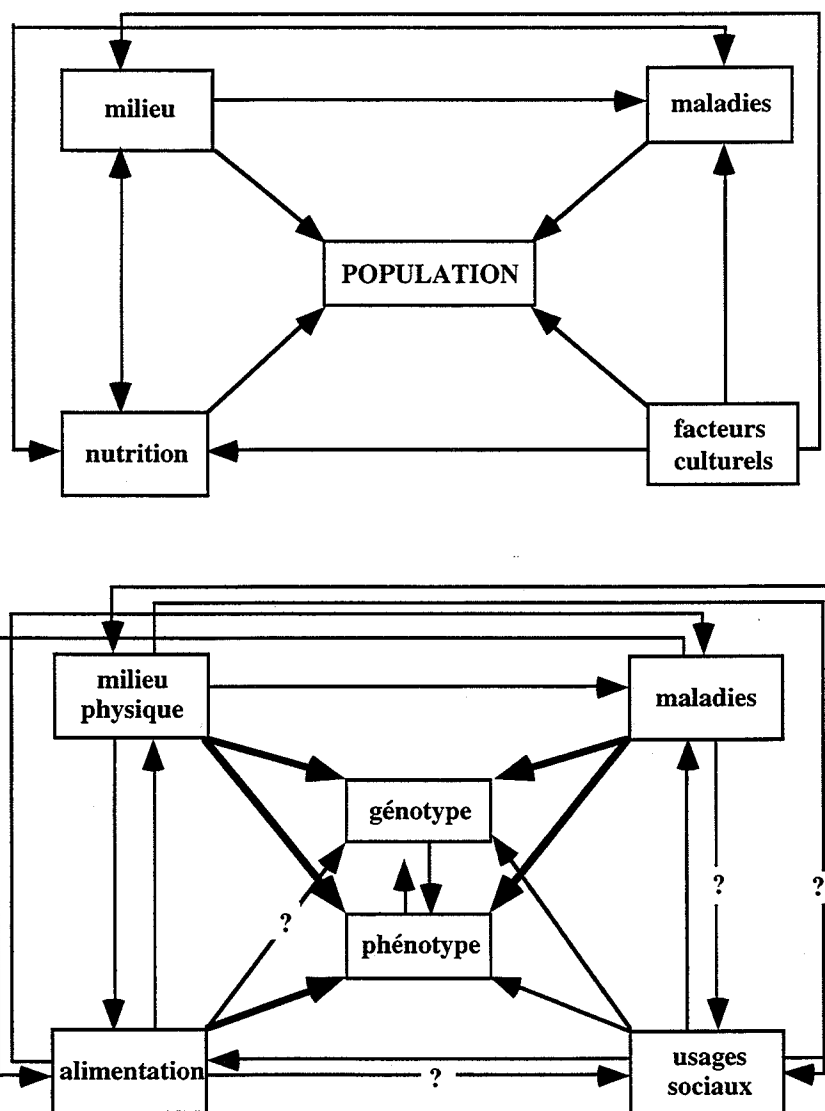 milieu
maladies
POPULATION
nutrition
facteurs
culturels
milieu
physique
maladies
génotype
?
?
?
phénotype
alimentation
?
usages
sociaux